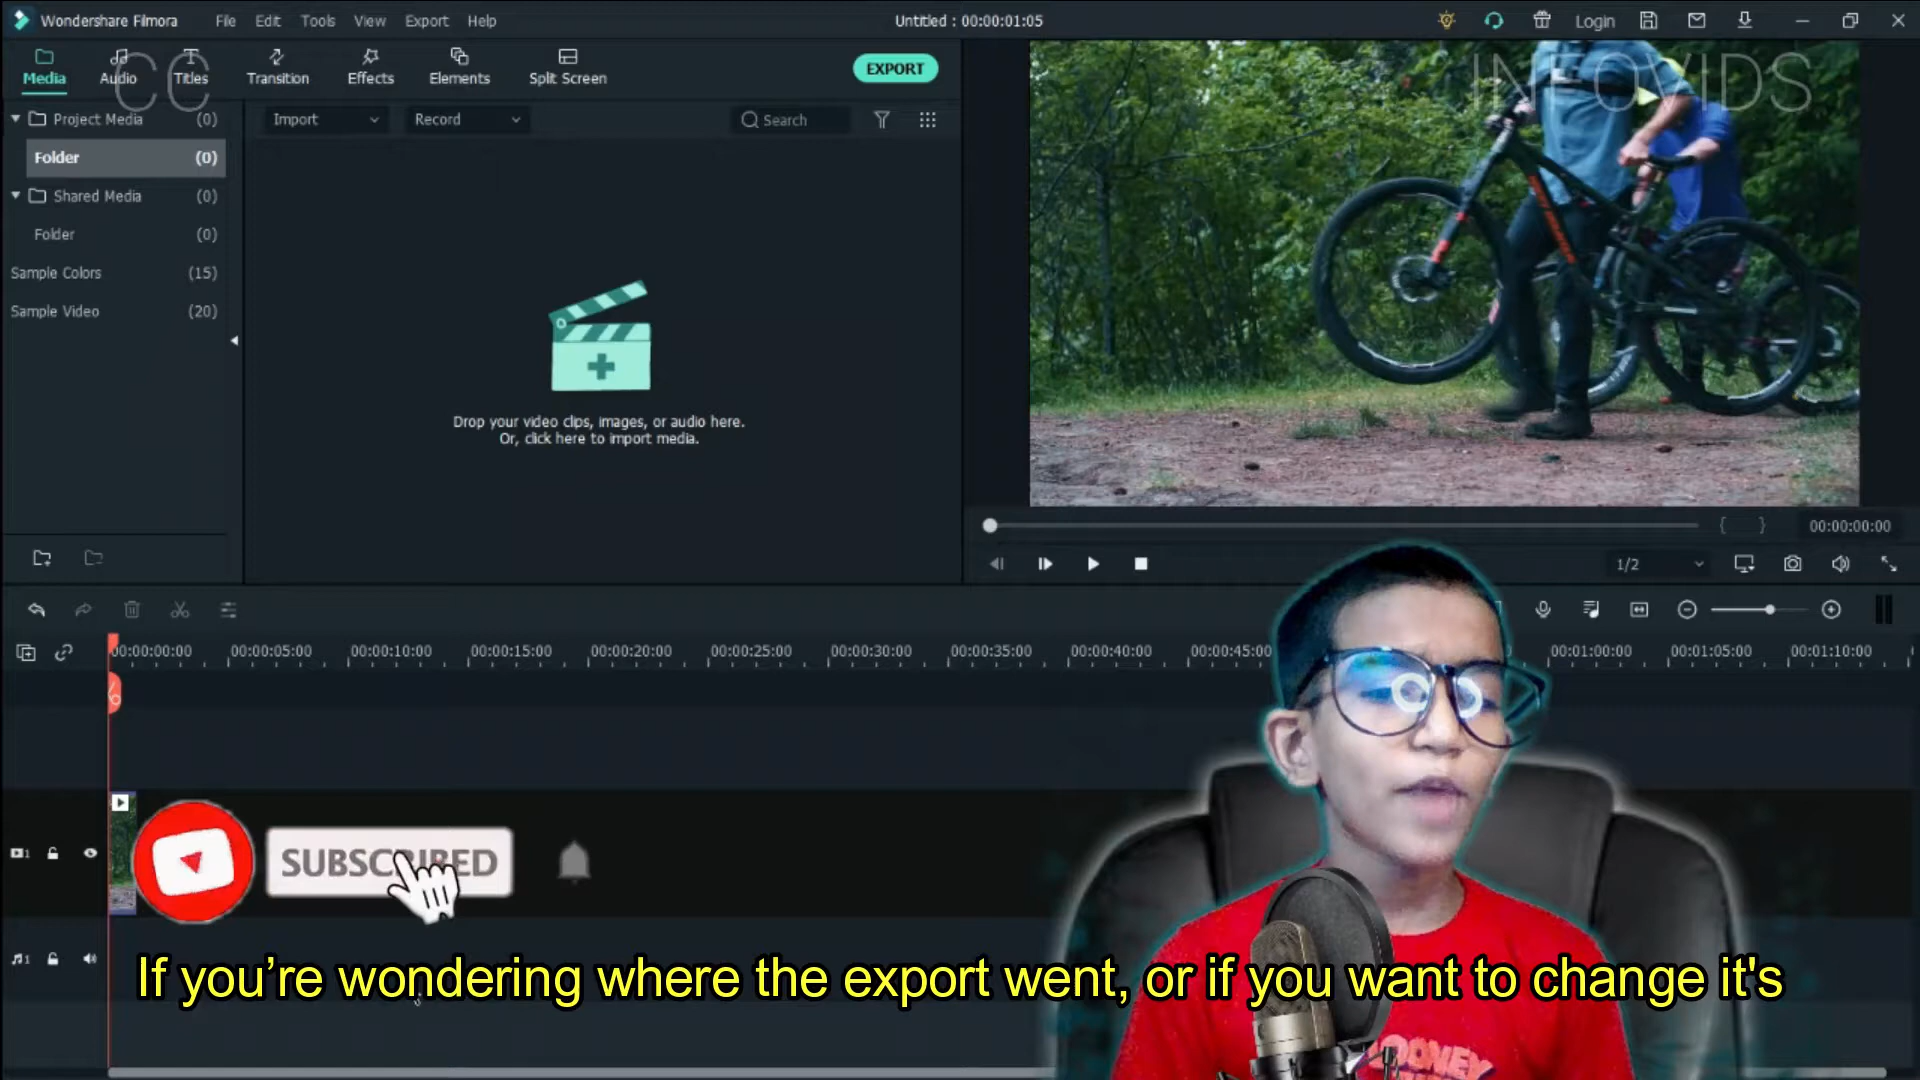 Wondershare Filmora File Edit Tools View Export Help Untitled : 00:00:01:05 Login
Media Audio Titles Transition Effects Elements Split Screen EXPORT
CC
INFOVIDS
Project Media (0) Import Record Search
Folder (0)
Shared Media (0)
Folder (0)
Sample Colors (15)
Sample Video (20)
Drop your video clips, images, or audio here.
Or, click here to import media.
{ } 00:00:00:00
1/2
00:00:00:00 00:00:05:00 00:00:10:00 00:00:15:00 00:00:20:00 00:00:25:00 00:00:30:00 00:00:35:00 00:00:40:00 00:00:45:00 00:01:00:00 00:01:05:00 00:01:10:00
1
SUBSCRIBED
1
If you’re wondering where the export went, or if you want to change it's
LOONEY